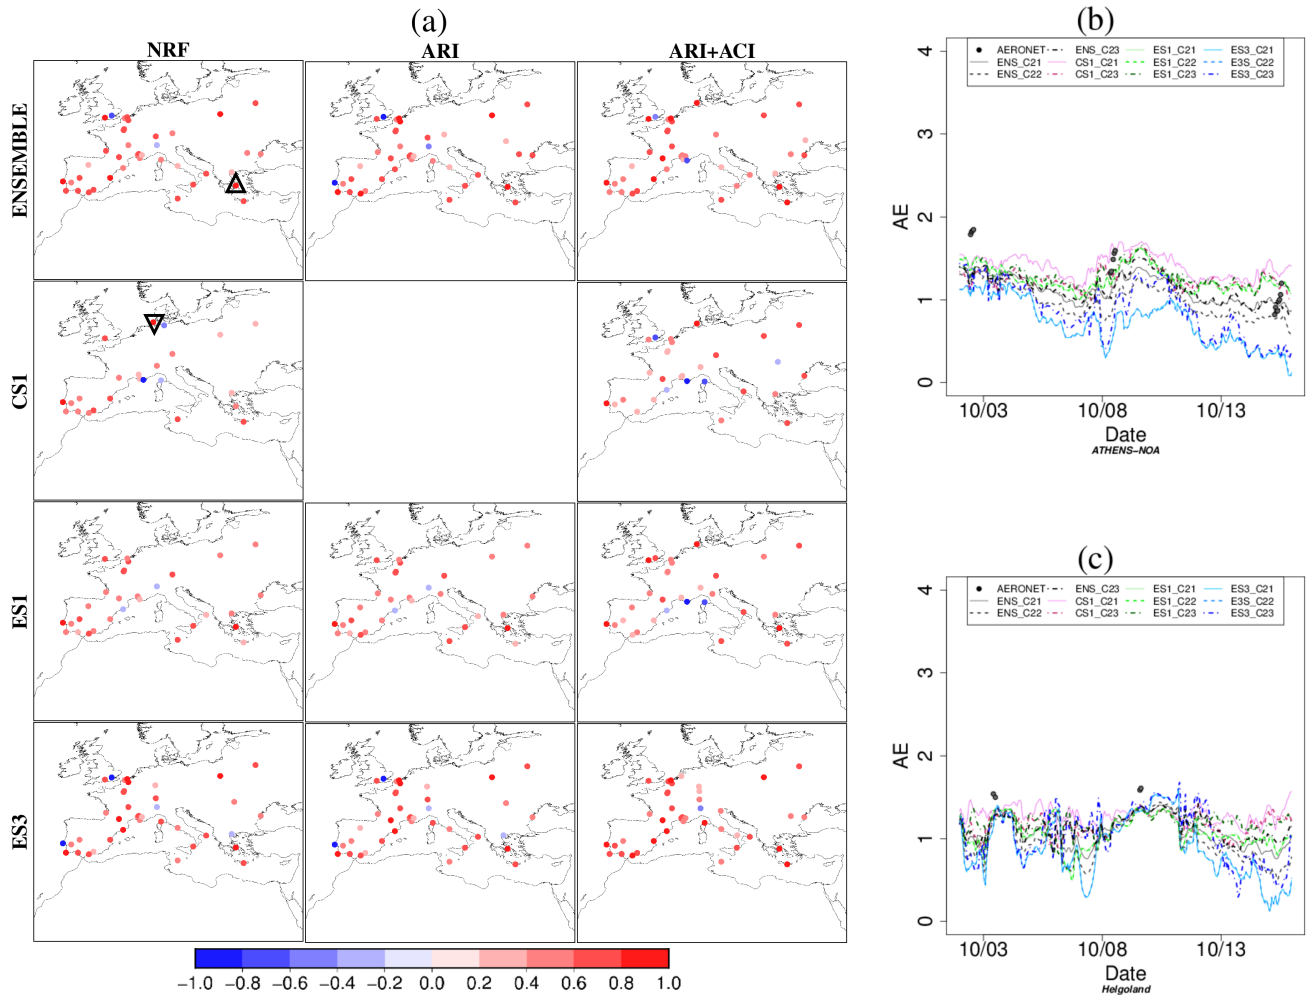 (a)
NRF ARI ARI+ACI
ENSEMBLE
CS1
ES1
ES3
−1.0 −0.8 −0.6 −0.4 −0.2 0.0 0.2 0.4 0.6 0.8 1.0
(b)
AERONET ENS_C23 ES1_C21 ES3_C21
ENS_C21 CS1_C21 ES1_C22 E3S_C22
ENS_C22 CS1_C23 ES1_C23 ES3_C23
AE
4
3
2
1
0
10/03 10/08 10/13
Date
ATHENS−NOA
(c)
AERONET ENS_C23 ES1_C21 ES3_C21
ENS_C21 CS1_C21 ES1_C22 E3S_C22
ENS_C22 CS1_C23 ES1_C23 ES3_C23
AE
4
3
2
1
0
10/03 10/08 10/13
Date
Helgoland